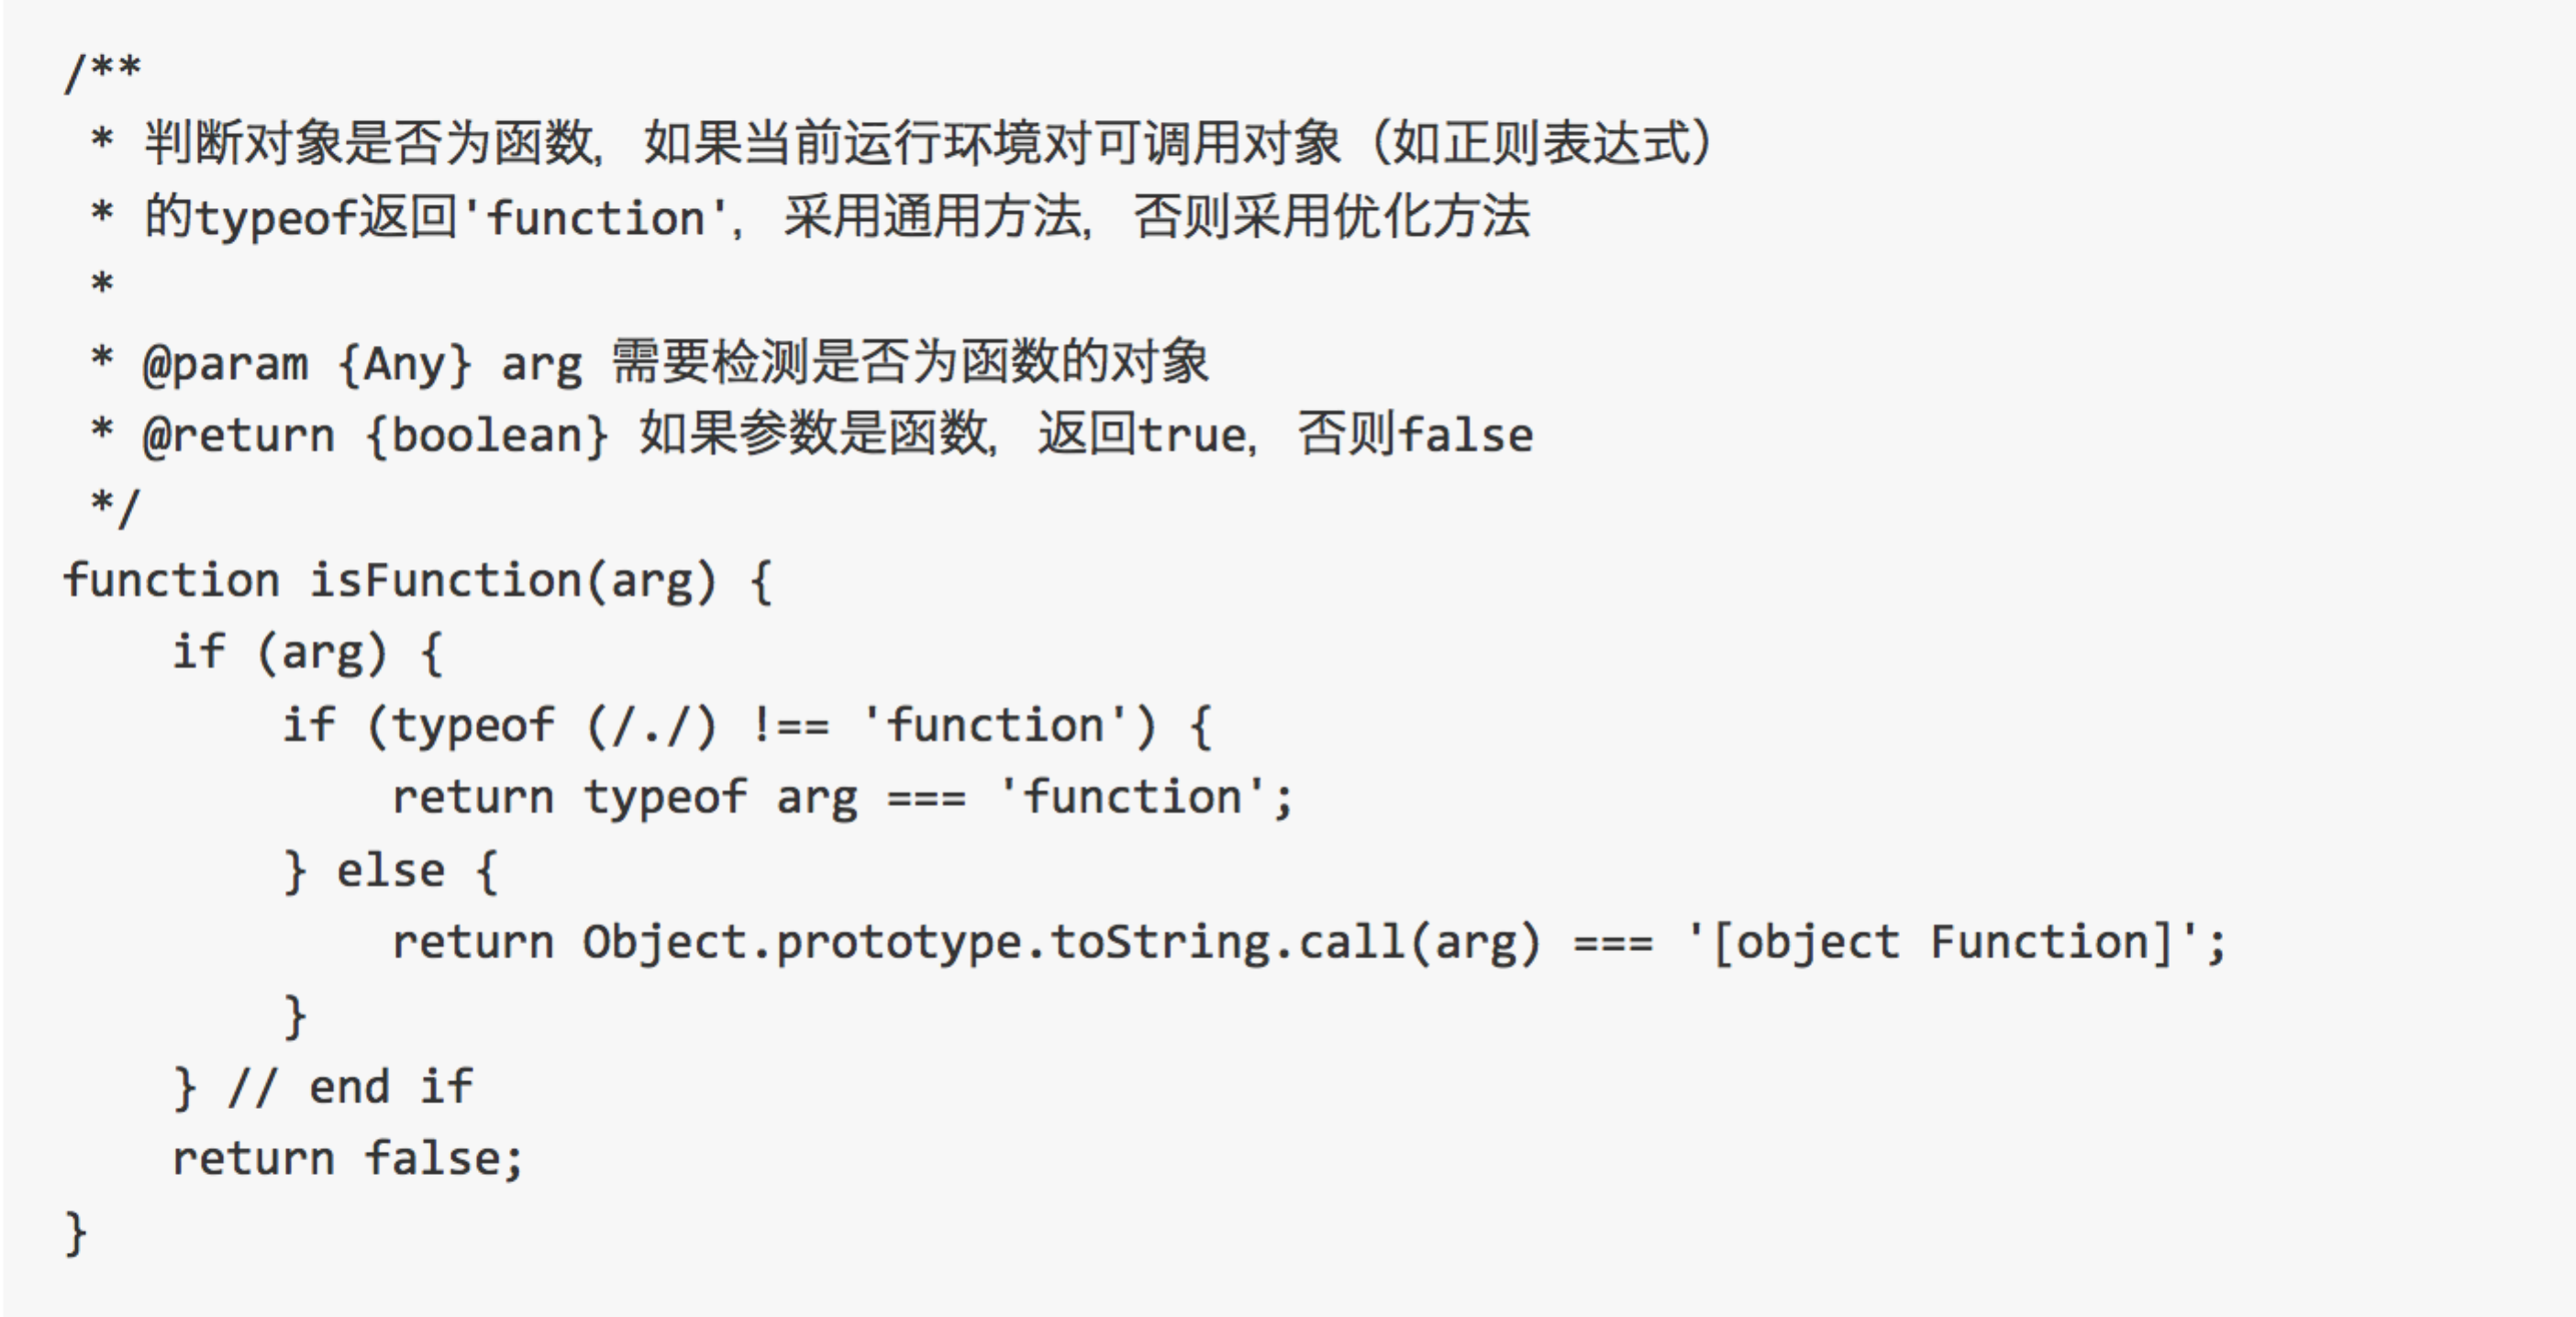 /**
 * 判断对象是否为函数，如果当前运行环境对可调用对象（如正则表达式）
 * 的typeof返回'function'，采用通用方法，否则采用优化方法
 *
 * @param {Any} arg 需要检测是否为函数的对象
 * @return {boolean} 如果参数是函数，返回true，否则false
 */
function isFunction(arg) {
    if (arg) {
        if (typeof (/./) !== 'function') {
            return typeof arg === 'function';
        } else {
            return Object.prototype.toString.call(arg) === '[object Function]';
        }
    } // end if
    return false;
}